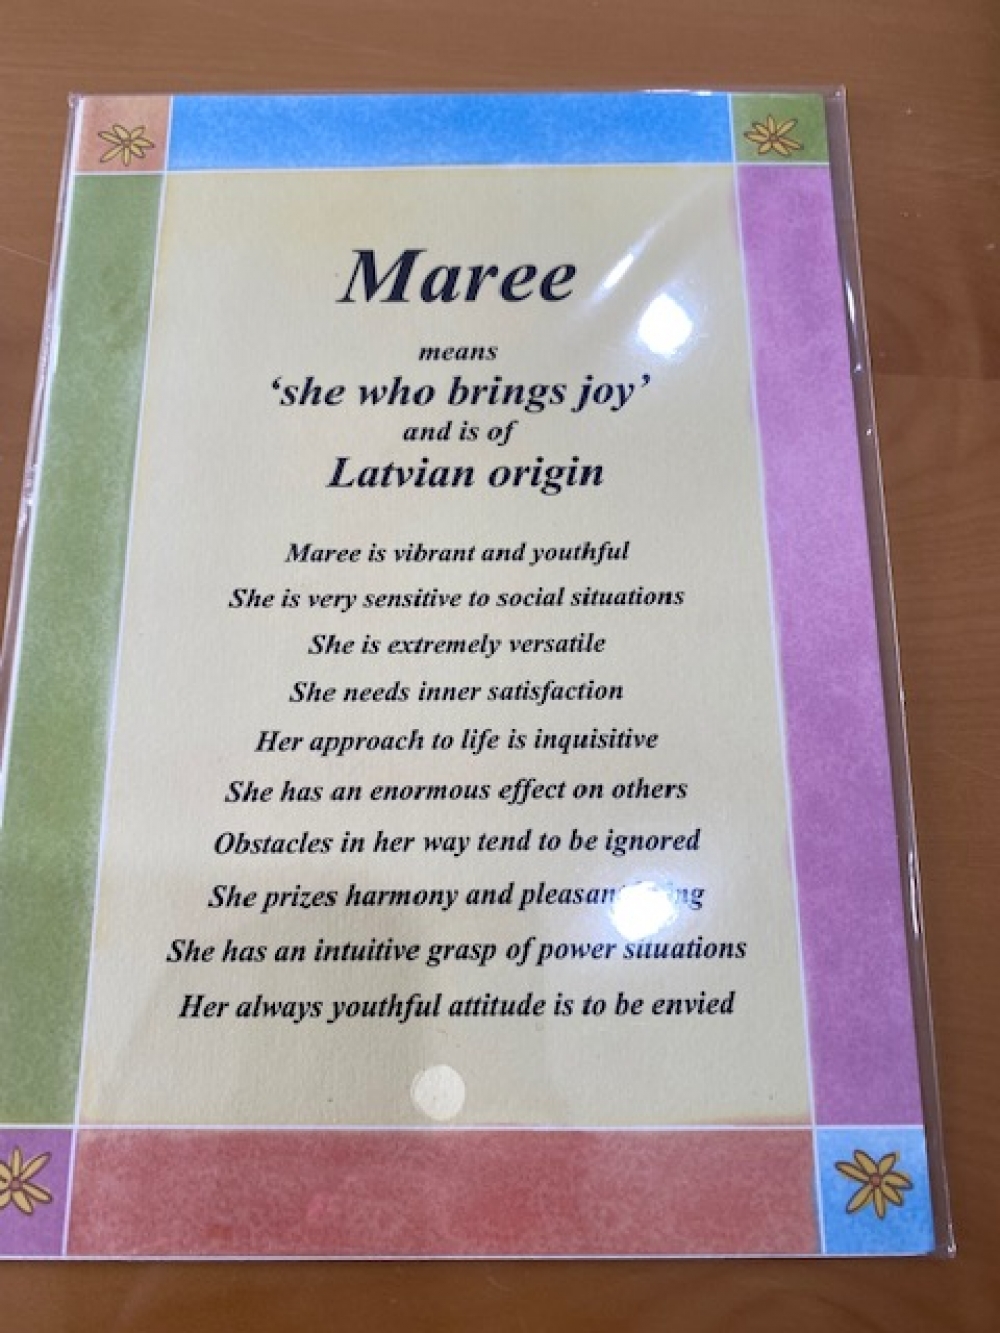 Maree
means
‘she who brings joy’
and is of
Latvian origin
Maree is vibrant and youthful
She is very sensitive to social situations
She is extremely versatile
She needs inner satisfaction
Her approach to life is inquisitive
She has an enormous effect on others
Obstacles in her way tend to be ignored
She prizes harmony and pleasant
She has an intuitive grasp of power situations
Her always youthful attitude is to be envied